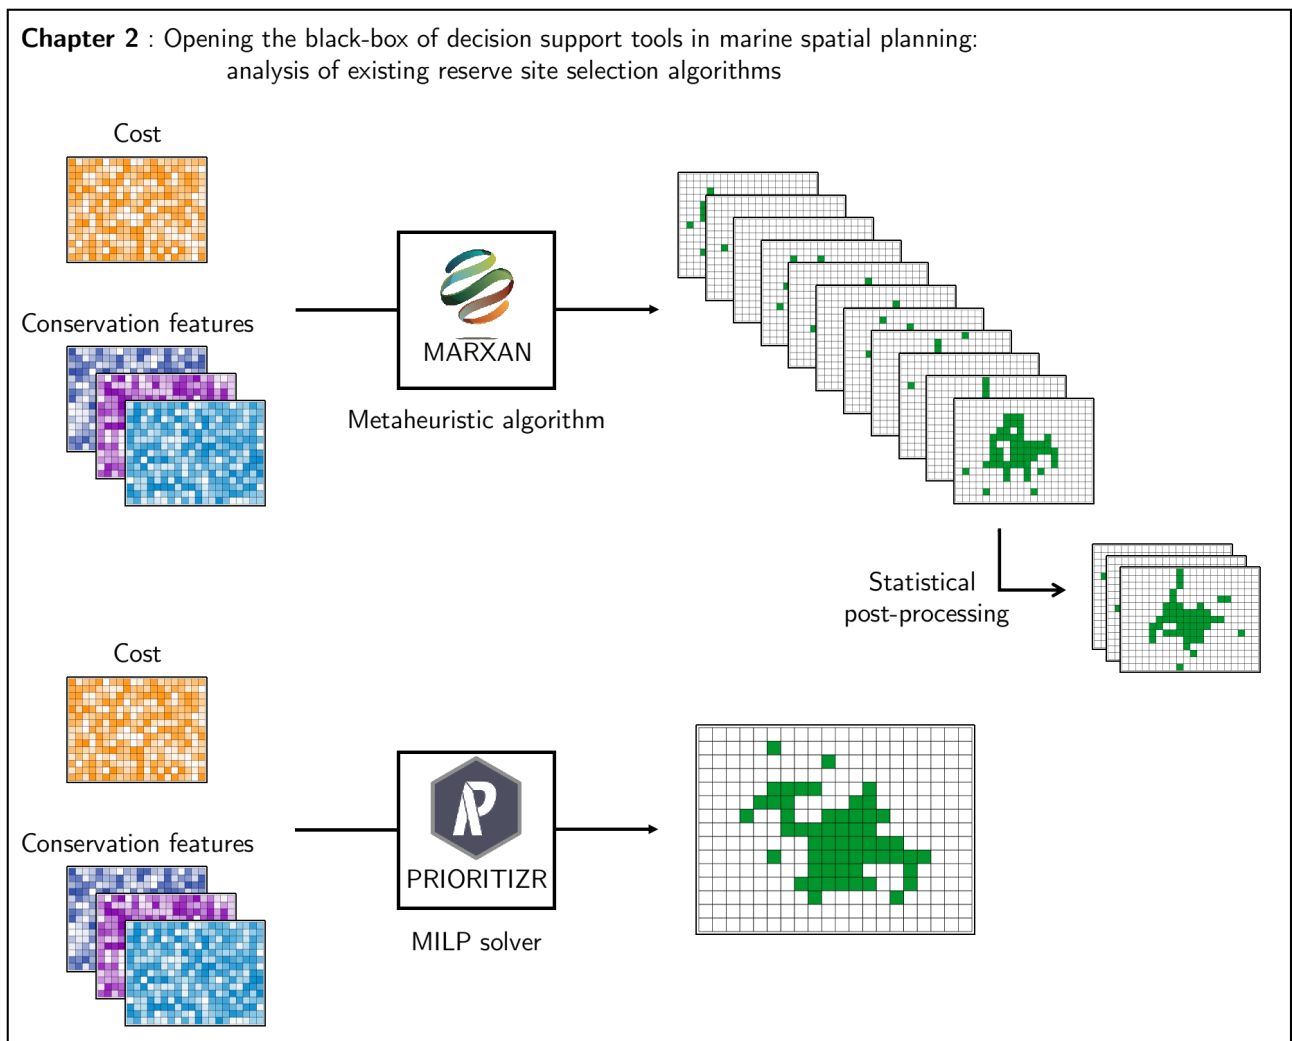 Chapter 2 : Opening the black-box of decision support tools in marine spatial planning:
analysis of existing reserve site selection algorithms
Cost
Conservation features
MARXAN
Metaheuristic algorithm
Statistical
post-processing
Cost
Conservation features
PRIORITIZR
MILP solver